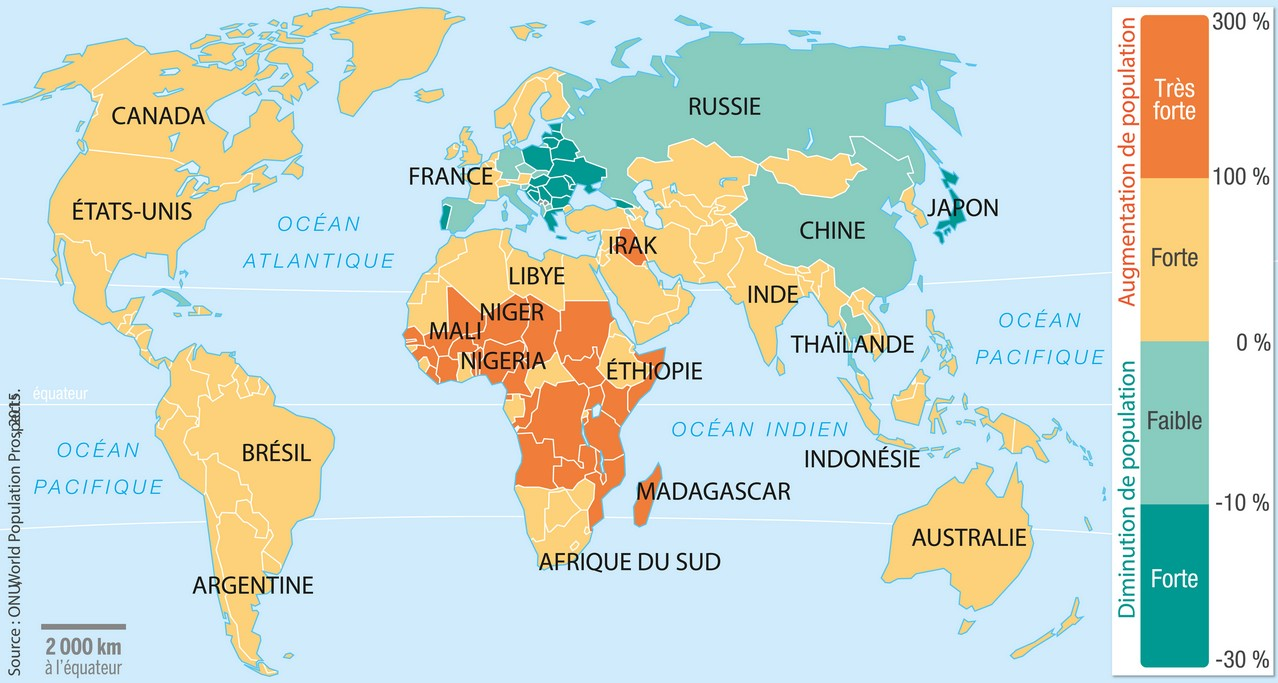 CANADA
ÉTATS-UNIS
OCÉAN
ATLANTIQUE
FRANCE
RUSSIE
CHINE
JAPON
IRAK
LIBYE
NIGER
MALI
NIGERIA
ÉTHIOPIE
INDE
THAÏLANDE
OCÉAN
PACIFIQUE
équateur
OCÉAN
PACIFIQUE
BRÉSIL
OCÉAN INDIEN
INDONÉSIE
MADAGASCAR
AUSTRALIE
AFRIQUE DU SUD
ARGENTINE
2 000 km
à l'équateur
Source : ONU World Population Prospects.
Augmentation de population
Diminution de population
300 %
Très
forte
100 %
Forte
0 %
Faible
-10 %
Forte
-30 %